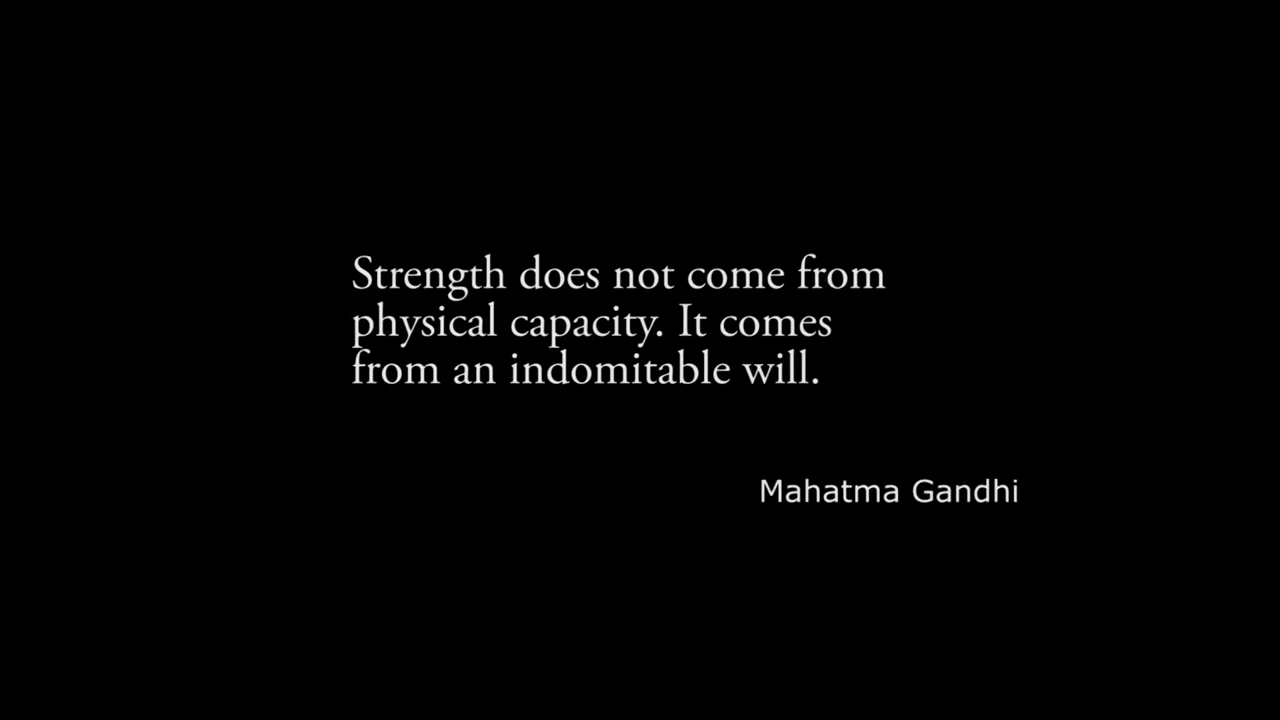 Strength does not come from
physical capacity. It comes
from an indomitable will.
Mahatma Gandhi